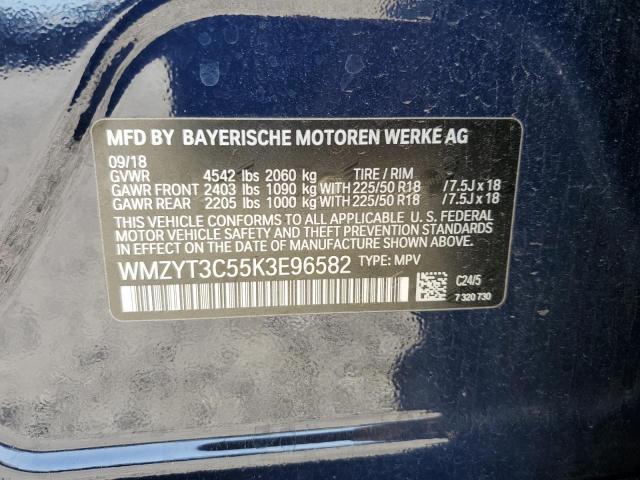 MFD BY BAYERISCHE MOTOREN WERKE AG
09/18
GVWR 4542 lbs 2060 kg TIRE / RIM
GAWR FRONT 2403 lbs 1090 kg WITH 225/50 R18 / 7.5J x 18
GAWR REAR 2205 lbs 1000 kg WITH 225/50 R18 / 7.5J x 18
THIS VEHICLE CONFORMS TO ALL APPLICABLE U. S. FEDERAL
MOTOR VEHICLE SAFETY AND THEFT PREVENTION STANDARDS
IN EFFECT ON THE DATE OF MANUFACTURE SHOWN ABOVE.
WMZYT3C55K3E96582 TYPE: MPV
C24/5
7 320 730